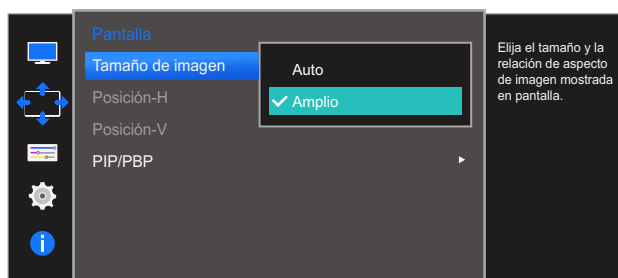 Pantalla
Tamaño de imagen
Auto
Amplio
Posición-H
Posición-V
PIP/PBP
Elija el tamaño y la
relación de aspecto
de imagen mostrada
en pantalla.